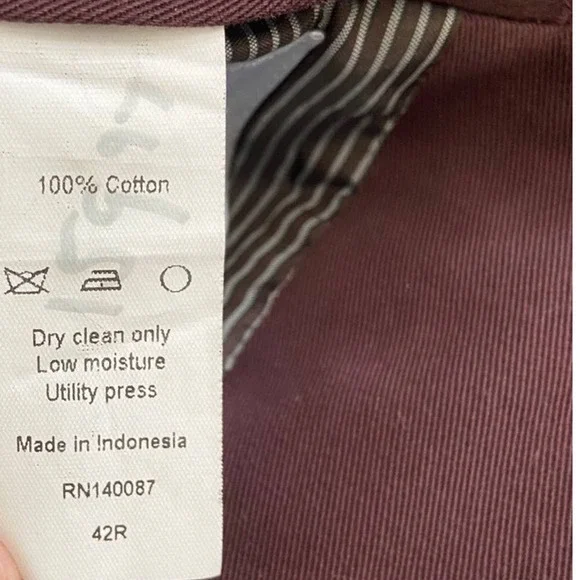 100% Cotton
Dry clean only
Low moisture
Utility press
Made in Indonesia
RN140087
42R